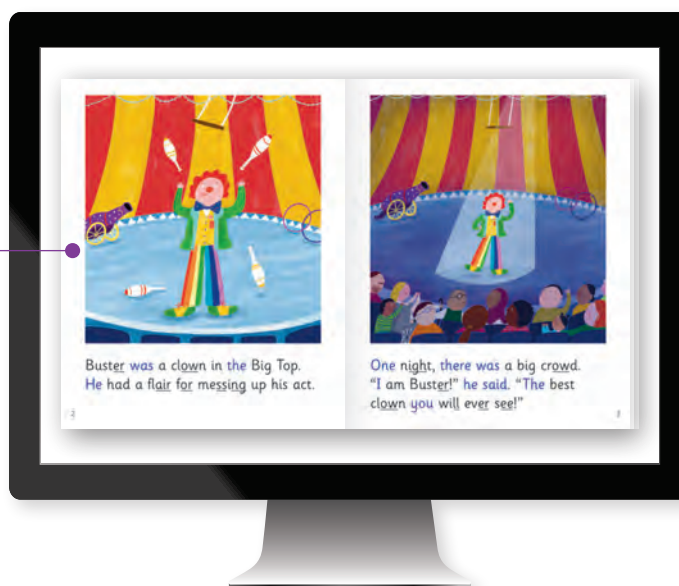 Buster was a clown in the Big Top.
He had a flair for messing up his act.
2
One night, there was a big crowd.
"I am Buster!" he said. "The best
clown you will ever see!"
3